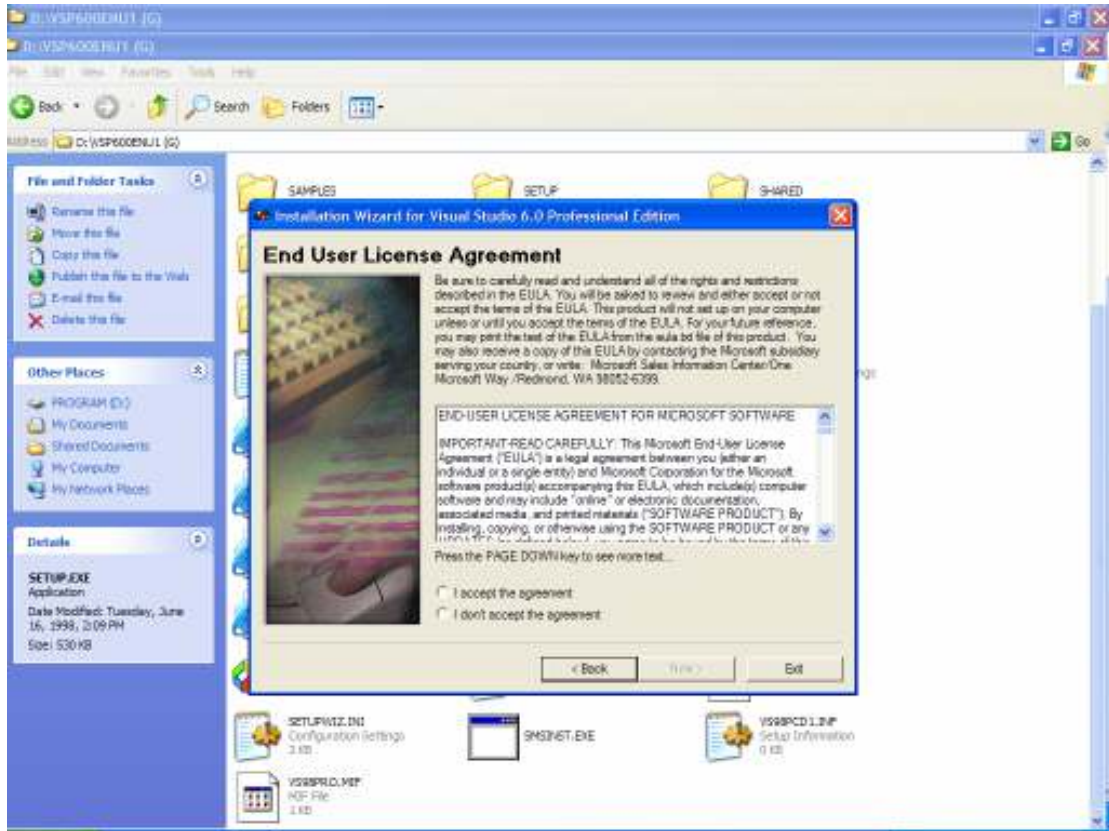 D:\VSP600ENU1 (G)
D:\VSP600ENU1 (G)
File Edit View Favorites Tools Help
Back Search Folders
Address D:\VSP600ENU1 (G) Go
File and Folder Tasks
Rename this file
Move this file
Copy this file
Publish this file to the Web
E-mail this file
Delete this file
Other Places
PROGRAM (D:)
My Documents
Shared Documents
My Computer
My Network Places
Details
SETUP.EXE
Application
Date Modified: Tuesday, June
16, 1998, 2:09 PM
Size: 530 KB
SAMPLES SETUP SHARED
Installation Wizard for Visual Studio 6.0 Professional Edition
End User License Agreement
Be sure to carefully read and understand all of the rights and restrictions
described in the EULA. You will be asked to review and either accept or not
accept the terms of the EULA. This product will not set up on your computer
unless or until you accept the terms of the EULA. For your future reference,
you may print the text of the EULA from the eula.txt file of this product. You
may also receive a copy of this EULA by contacting the Microsoft subsidiary
serving your country, or write: Microsoft Sales Information Center/One
Microsoft Way /Redmond, WA 98052-6399.
END-USER LICENSE AGREEMENT FOR MICROSOFT SOFTWARE
IMPORTANT-READ CAREFULLY: This Microsoft End-User License
Agreement ("EULA") is a legal agreement between you (either an
individual or a single entity) and Microsoft Corporation for the Microsoft
software product(s) accompanying this EULA, which include(s) computer
software and may include "online" or electronic documentation,
associated media, and printed materials ("SOFTWARE PRODUCT"). By
installing, copying, or otherwise using the SOFTWARE PRODUCT or any
Press the PAGE DOWN key to see more text...
I accept the agreement
I don't accept the agreement
< Back Next > Exit
SETUPWIZ.INI
Configuration Settings
3 KB
SMSINST.EXE
VS98PCD1.INF
Setup Information
0 KB
VS98PRO.MIF
MIF File
1 KB